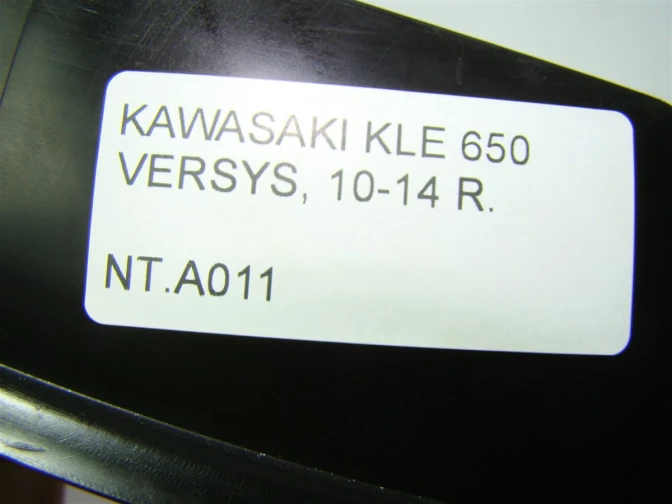 KAWASAKI KLE 650
VERSYS, 10-14 R.
NT.A011